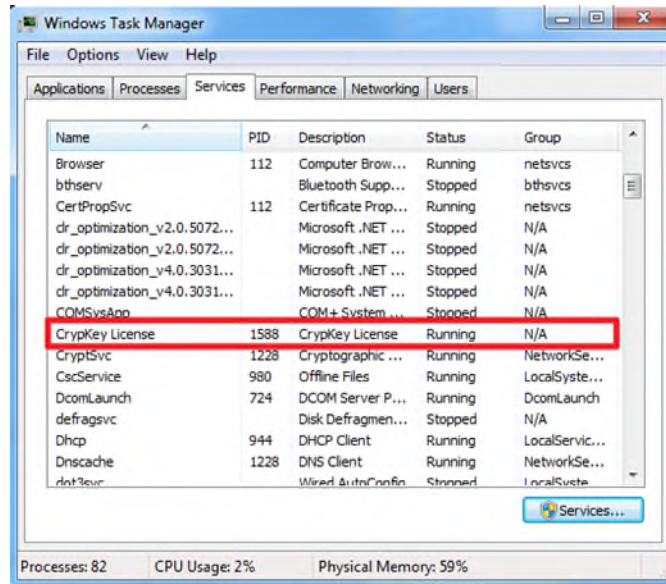 Windows Task Manager
File Options View Help
Applications Processes Services Performance Networking Users
Name PID Description Status Group
Browser 112 Computer Brow... Running netsvcs
bthserv Bluetooth Supp... Stopped bthsvcs
CertPropSvc 112 Certificate Prop... Running netsvcs
clr_optimization_v2.0.5072... Microsoft .NET ... Stopped N/A
clr_optimization_v2.0.5072... Microsoft .NET ... Stopped N/A
clr_optimization_v4.0.3031... Microsoft .NET ... Stopped N/A
clr_optimization_v4.0.3031... Microsoft .NET ... Stopped N/A
COMSysApp COM+ System ... Stopped N/A
CrypKey License 1588 CrypKey License Running N/A
CryptSvc 1228 Cryptographic ... Running NetworkSe...
CscService 980 Offline Files Running LocalSyste...
DcomLaunch 724 DCOM Server P... Running DcomLaunch
defragsvc Disk Defragmen... Stopped N/A
Dhcp 944 DHCP Client Running LocalServic...
Dnscache 1228 DNS Client Running NetworkSe...
dot3svc Wired AutoConfig Stopped LocalSyste
Services...
Processes: 82 CPU Usage: 2% Physical Memory: 59%